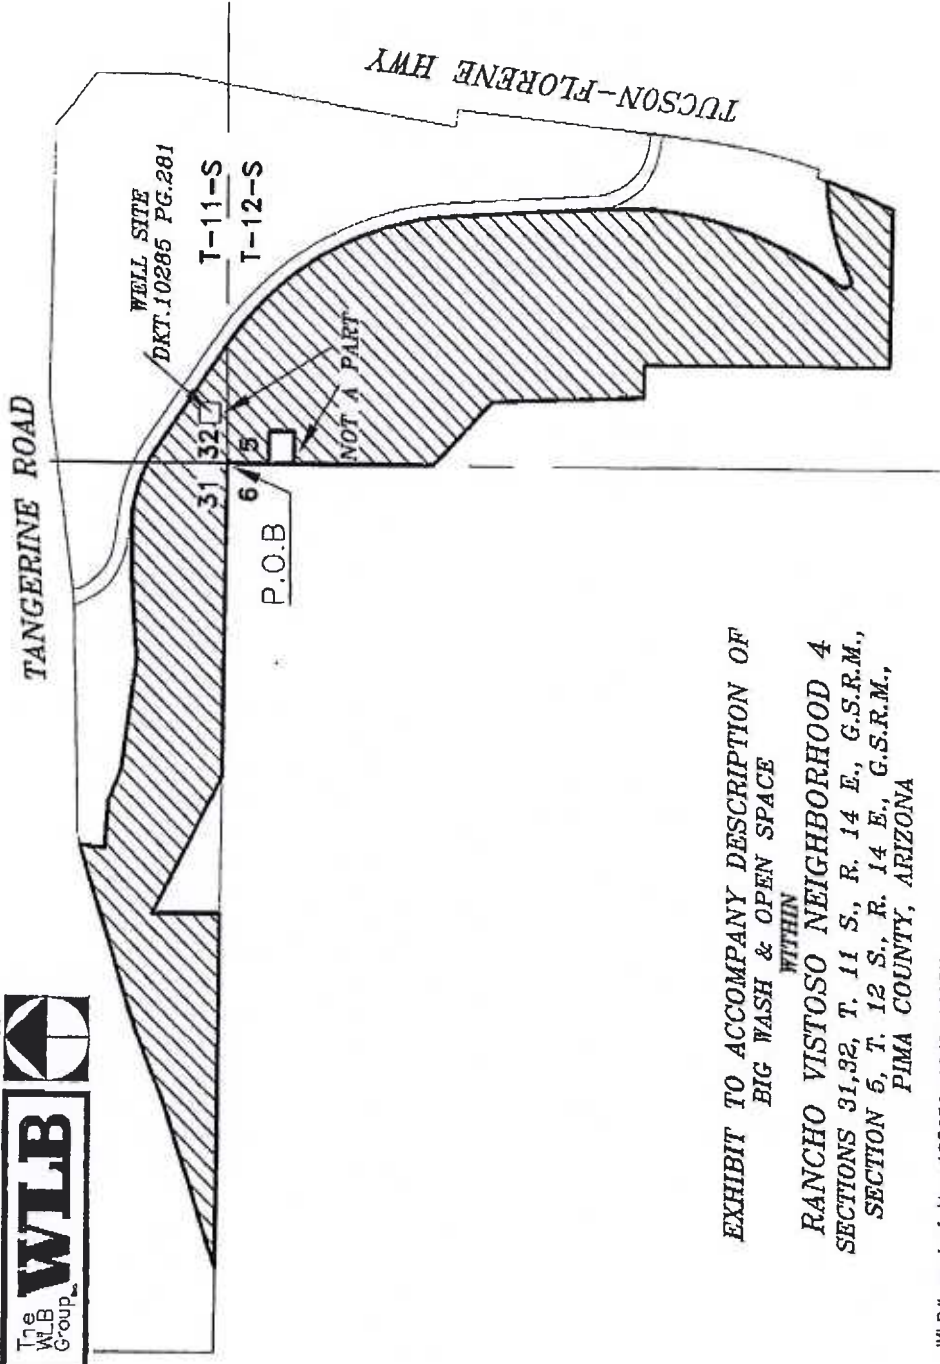 The
WLB
Group
WLB
TANGERINE ROAD
WELL SITE
DKT.10285 PG.281
T-11-S
T-12-S
TUCSON-FLORENE HWY
31
32
6
5
NOT A PART
P.O.B
EXHIBIT TO ACCOMPANY DESCRIPTION OF
BIG WASH & OPEN SPACE
WITHIN
RANCHO VISTOSO NEIGHBORHOOD 4
SECTIONS 31,32, T. 11 S., R. 14 E., G.S.R.M.,
SECTION 5, T. 12 S., R. 14 E., G.S.R.M.,
PIMA COUNTY, ARIZONA